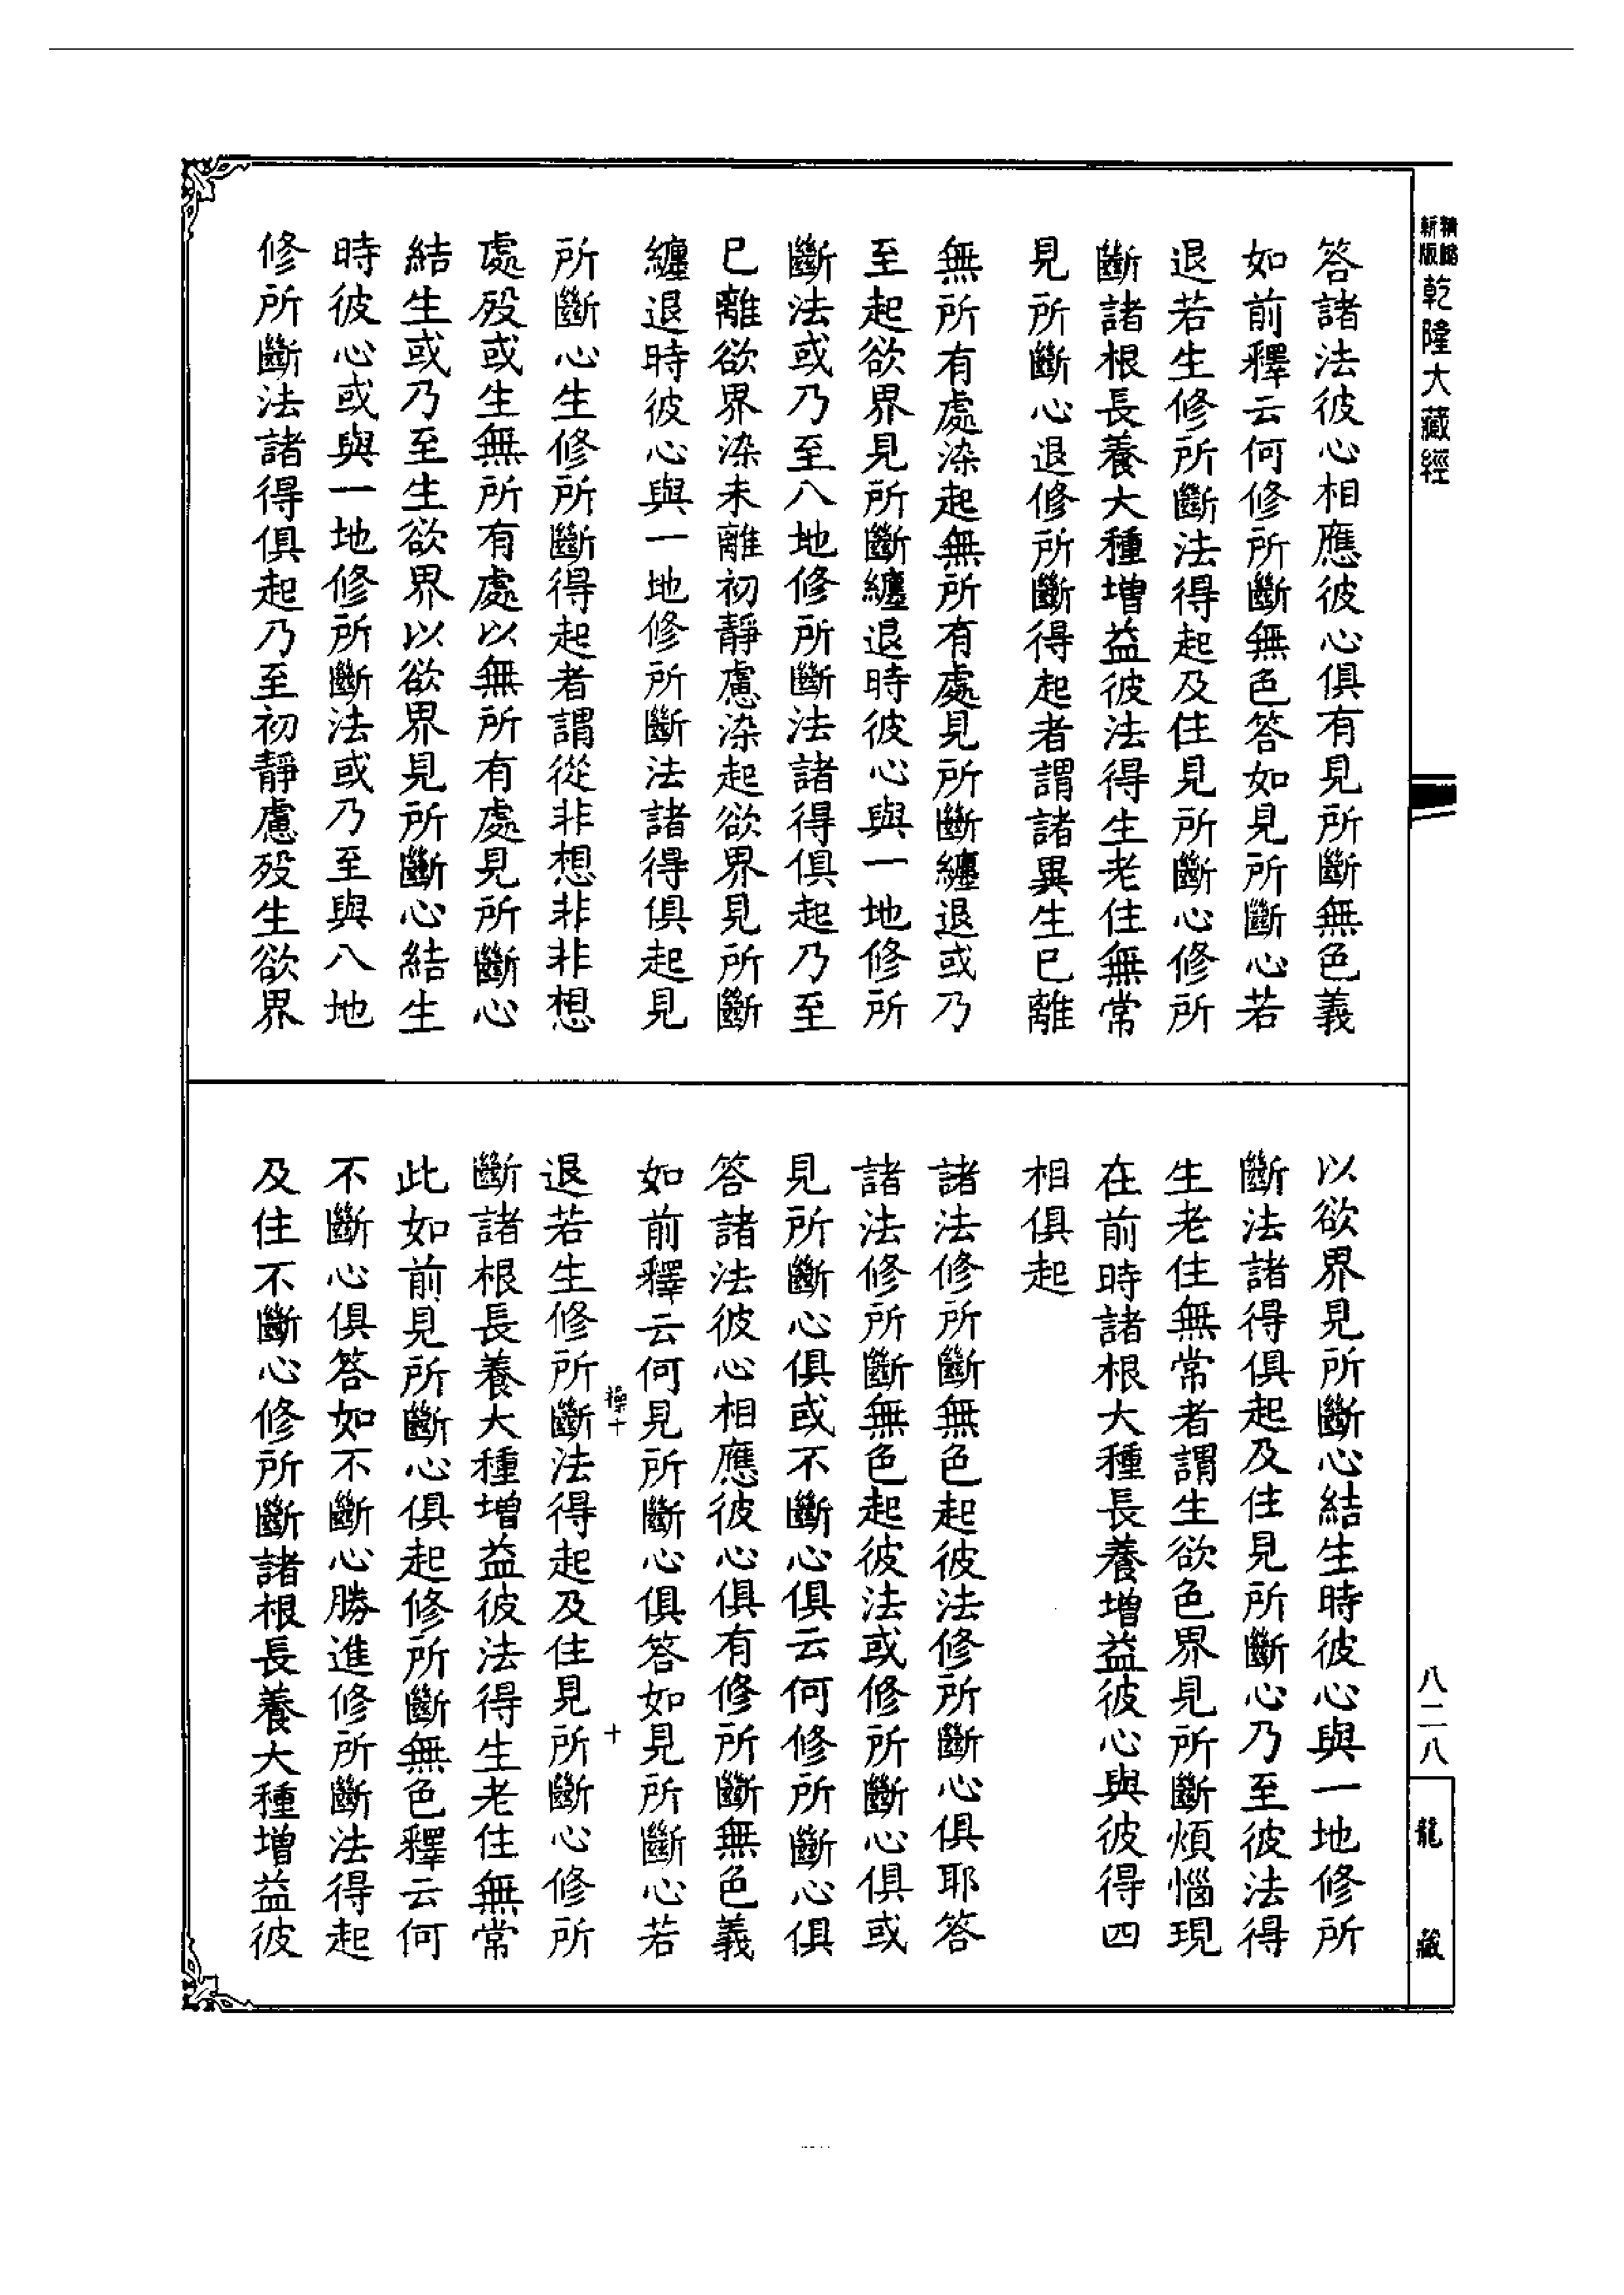 新版 精縮 乾隆大藏經
答諸法彼心相應彼心俱有見所斷無色義
如前釋云何修所斷無色答如見所斷心若
退若生修所斷法得起及住見所斷心修所
斷諸根長養大種增益彼法得生老住無常
見所斷心退修所斷得起者謂諸異生已離
無所有處染起無所有處見所斷纏退或乃
至起欲界見所斷纏退時彼心與一地修所
斷法或乃至八地修所斷法諸得俱起乃至
已離欲界染未離初靜慮染起欲界見所斷
纏退時彼心與一地修所斷法諸得俱起見
所斷心生修所斷得起者謂從非想非非想
處歿或生無所有處以無所有處見所斷心
結生或乃至生欲界以欲界見所斷心結生
時彼心或與一地修所斷法或乃至與八地
修所斷法諸得俱起乃至初靜慮歿生欲界
以欲界見所斷心結生時彼心與一地修所
斷法諸得俱起及住見所斷心乃至彼法得
生老住無常者謂生欲色界見所斷煩惱現
在前時諸根大種長養增益彼心與彼得四
相俱起
諸法修所斷無色起彼法修所斷心俱耶答
諸法修所斷無色起彼法或修所斷心俱或
見所斷心俱或不斷心俱云何修所斷心俱
答諸法彼心相應彼心俱有修所斷無色義
如前釋云何見所斷心俱答如見所斷心若
十
退若生修所斷法得起及住見所斷心修所
斷諸根長養大種增益彼法得生老住無常
此如前見所斷心俱起修所斷無色釋云何
不斷心俱答如不斷心勝進修所斷法得起
及住不斷心修所斷諸根長養大種增益彼
八二八
龍藏